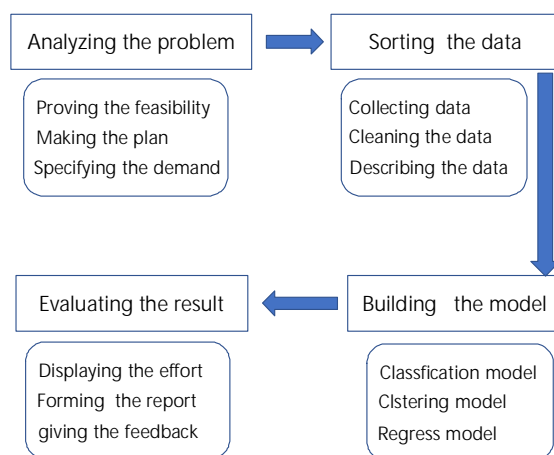 Analyzing the problem
Sorting the data
Proving the feasibility
Making the plan
Specifying the demand
Collecting data
Cleaning the data
Describing the data
Evaluating the result
Building the model
Displaying the effort
Forming the report
giving the feedback
Classfication model
Clstering model
Regress model